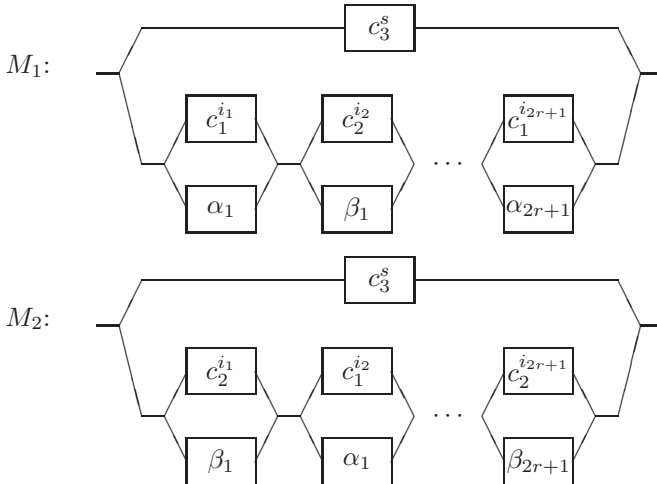 c_3^s
M_1:
c_1^{i_1} c_2^{i_2} c_1^{i_{2r+1}}
⋯
α_1 β_1 α_{2r+1}
c_3^s
M_2:
c_2^{i_1} c_1^{i_2} c_2^{i_{2r+1}}
⋯
β_1 α_1 β_{2r+1}